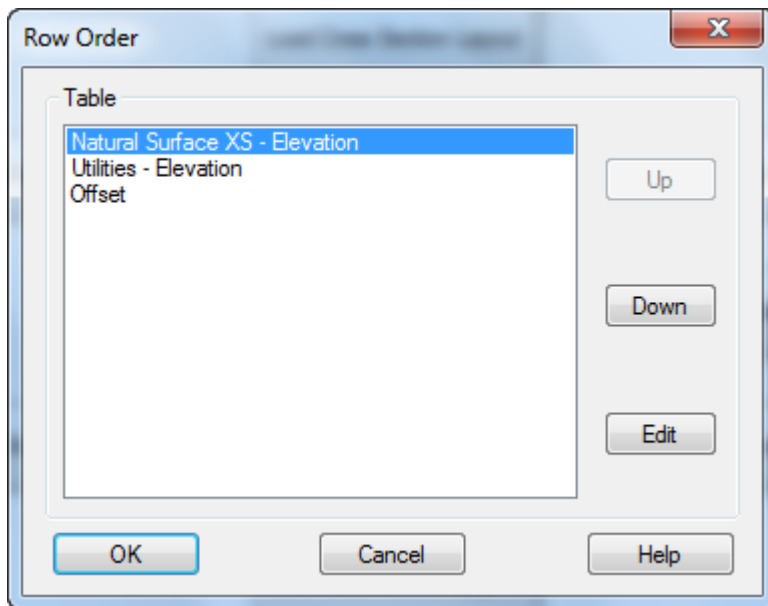 Row Order
Table
Natural Surface XS - Elevation
Utilities - Elevation
Offset
Up
Down
Edit
OK
Cancel
Help